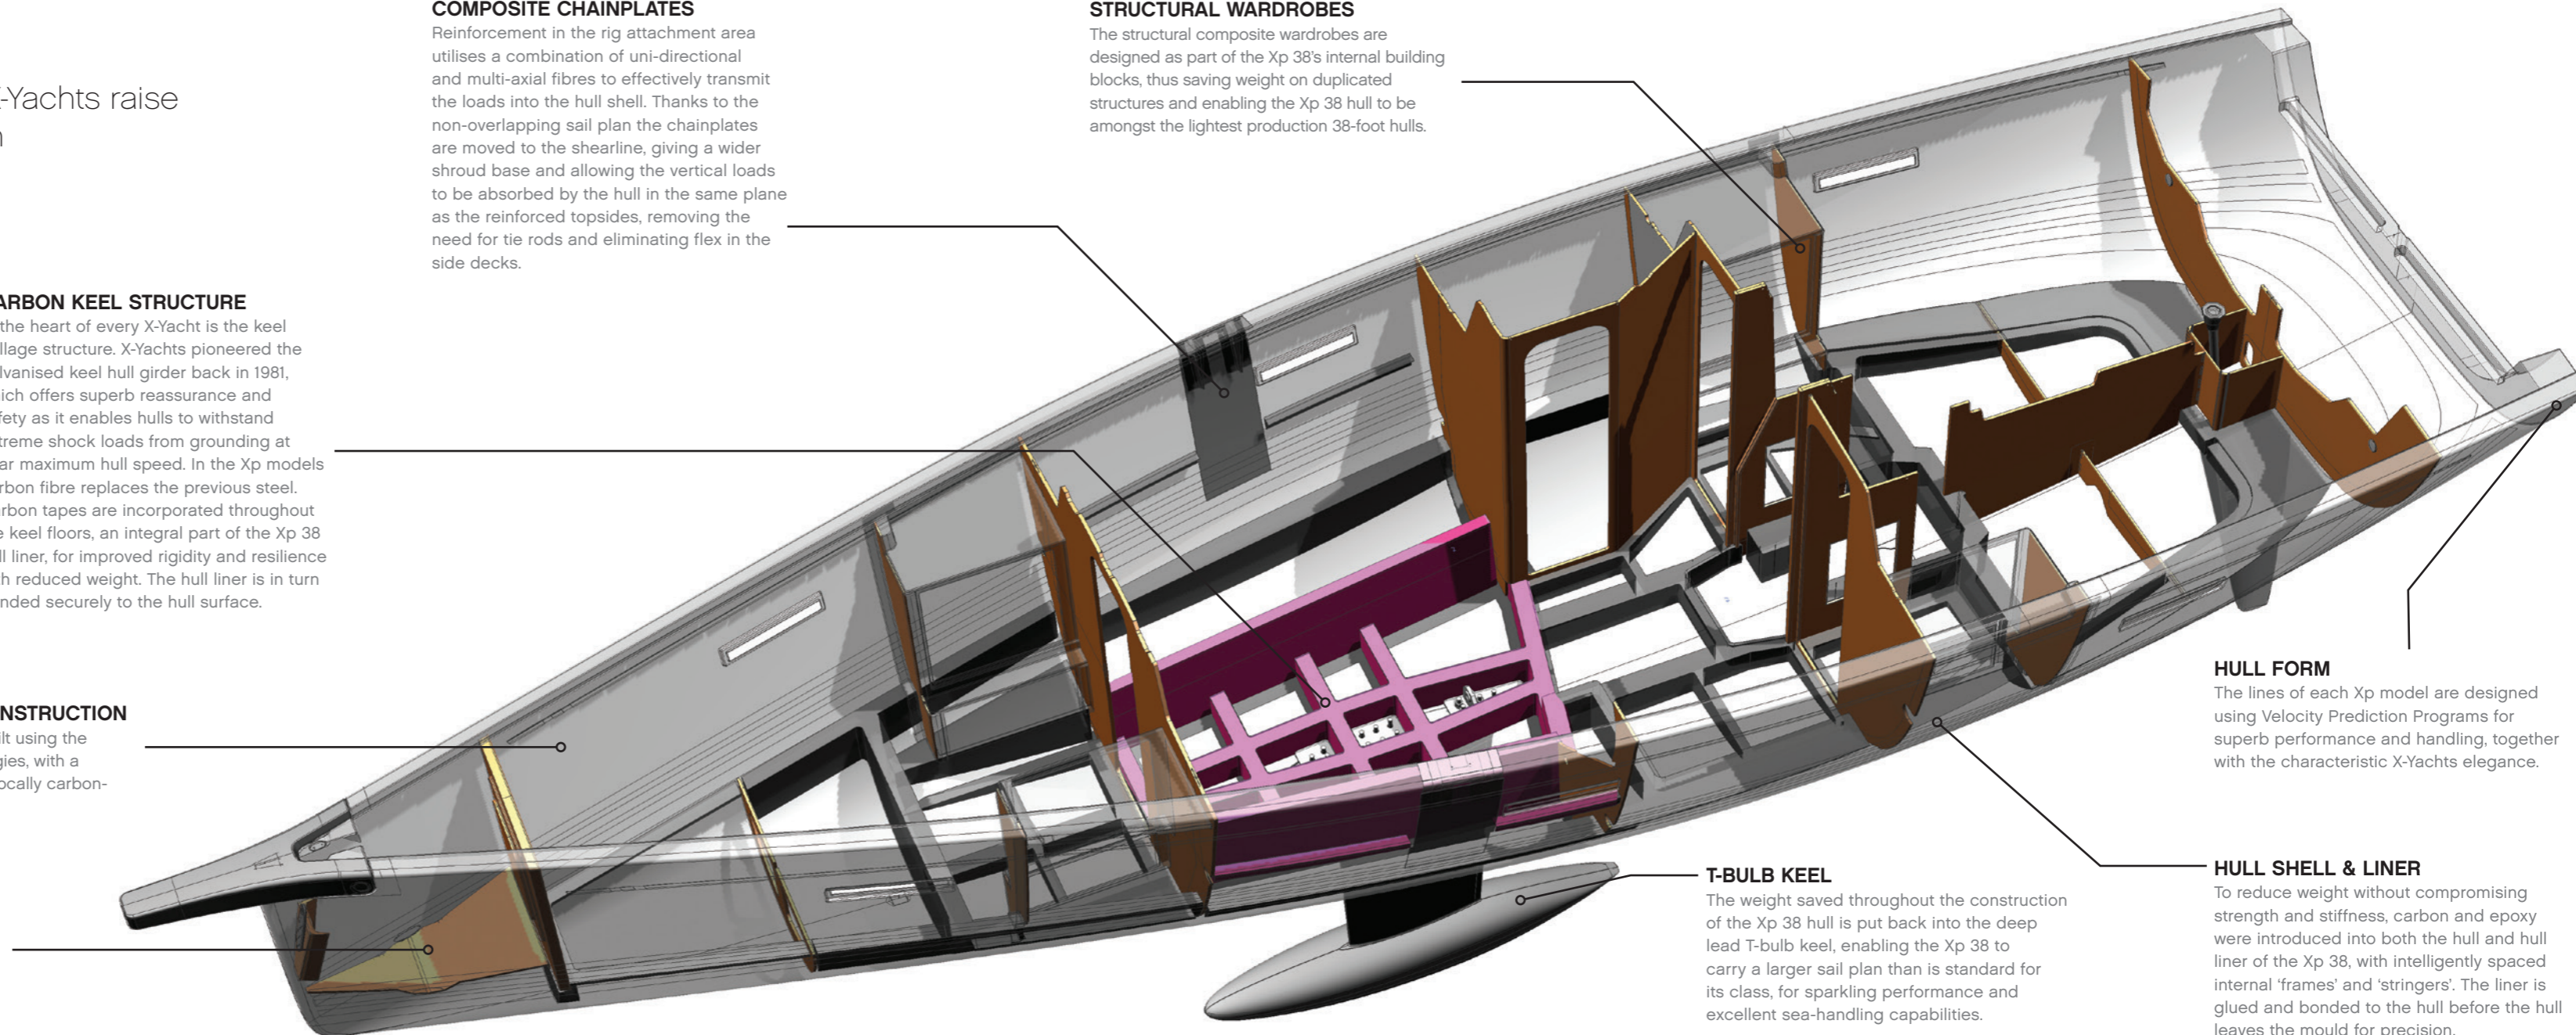 X-Yachts raise
COMPOSITE CHAINPLATES
Reinforcement in the rig attachment area
utilises a combination of uni-directional
and multi-axial fibres to effectively transmit
the loads into the hull shell. Thanks to the
non-overlapping sail plan the chainplates
are moved to the shearline, giving a wider
shroud base and allowing the vertical loads
to be absorbed by the hull in the same plane
as the reinforced topsides, removing the
need for tie rods and eliminating flex in the
side decks.
STRUCTURAL WARDROBES
The structural composite wardrobes are
designed as part of the Xp 38's internal building
blocks, thus saving weight on duplicated
structures and enabling the Xp 38 hull to be
amongst the lightest production 38-foot hulls.
ARBON KEEL STRUCTURE
the heart of every X-Yacht is the keel
llage structure. X-Yachts pioneered the
lvanised keel hull girder back in 1981,
ich offers superb reassurance and
fety as it enables hulls to withstand
treme shock loads from grounding at
ar maximum hull speed. In the Xp models
rbon fibre replaces the previous steel.
arbon tapes are incorporated throughout
e keel floors, an integral part of the Xp 38
ll liner, for improved rigidity and resilience
th reduced weight. The hull liner is in turn
nded securely to the hull surface.
NSTRUCTION
ilt using the
gies, with a
ocally carbon-
HULL FORM
The lines of each Xp model are designed
using Velocity Prediction Programs for
superb performance and handling, together
with the characteristic X-Yachts elegance.
T-BULB KEEL
The weight saved throughout the construction
of the Xp 38 hull is put back into the deep
lead T-bulb keel, enabling the Xp 38 to
carry a larger sail plan than is standard for
its class, for sparkling performance and
excellent sea-handling capabilities.
HULL SHELL & LINER
To reduce weight without compromising
strength and stiffness, carbon and epoxy
were introduced into both the hull and hull
liner of the Xp 38, with intelligently spaced
internal 'frames' and 'stringers'. The liner is
glued and bonded to the hull before the hull
leaves the mould for precision.